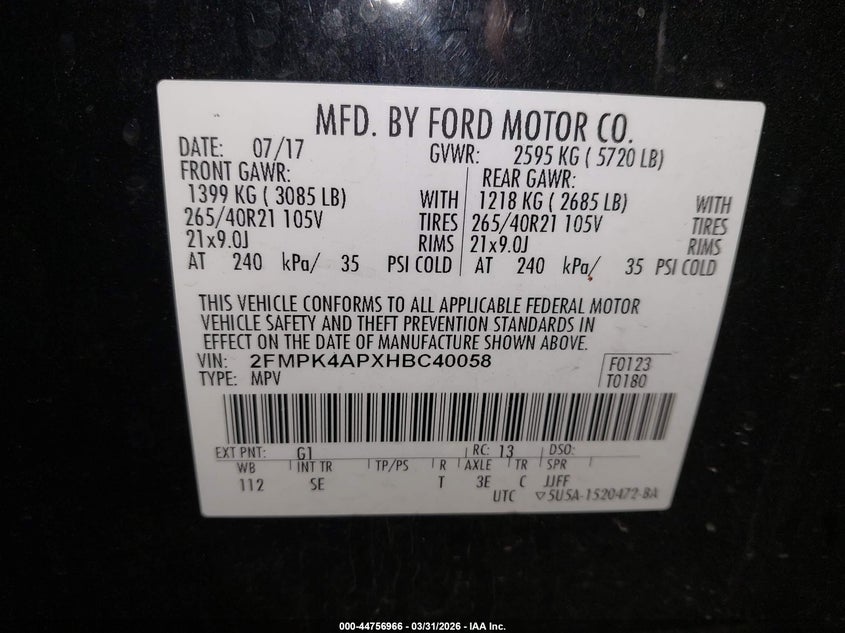 MFD. BY FORD MOTOR CO.
DATE: 07/17 GVWR: 2595 KG ( 5720 LB)
FRONT GAWR: REAR GAWR:
1399 KG ( 3085 LB) WITH 1218 KG ( 2685 LB) WITH
265/40R21 105V TIRES 265/40R21 105V TIRES
21x9.0J RIMS 21x9.0J RIMS
AT 240 kPa/ 35 PSI COLD AT 240 kPa/ 35 PSI COLD
THIS VEHICLE CONFORMS TO ALL APPLICABLE FEDERAL MOTOR
VEHICLE SAFETY AND THEFT PREVENTION STANDARDS IN
EFFECT ON THE DATE OF MANUFACTURE SHOWN ABOVE.
VIN: 2FMPK4APXHBC40058 F0123
TYPE: MPV T0180
EXT PNT: G1 RC: 13 DSO:
WB INT TR TP/PS R AXLE TR SPR
112 SE T 3E C JJFF
UTC ▽5U5A-1520472-BA
000-44756966 - 03/31/2026 - IAA Inc.